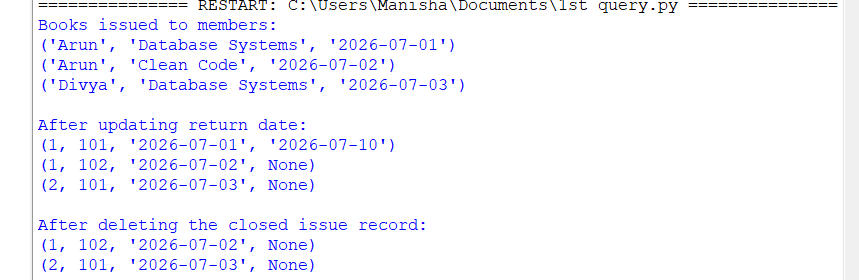 =============== RESTART: C:\Users\Manisha\Documents\1st query.py ===============
Books issued to members:
('Arun', 'Database Systems', '2026-07-01')
('Arun', 'Clean Code', '2026-07-02')
('Divya', 'Database Systems', '2026-07-03')
After updating return date:
(1, 101, '2026-07-01', '2026-07-10')
(1, 102, '2026-07-02', None)
(2, 101, '2026-07-03', None)
After deleting the closed issue record:
(1, 102, '2026-07-02', None)
(2, 101, '2026-07-03', None)